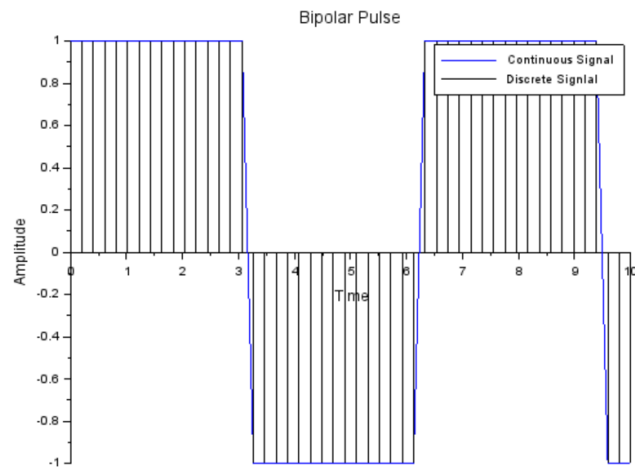 Bipolar Pulse
1
0.8
0.6
0.4
0.2
0
-0.2
-0.4
-0.6
-0.8
-1
Amplitude
0 1 2 3 4 5 6 7 8 9 10
Time
Continuous Signal
Discrete Signlal